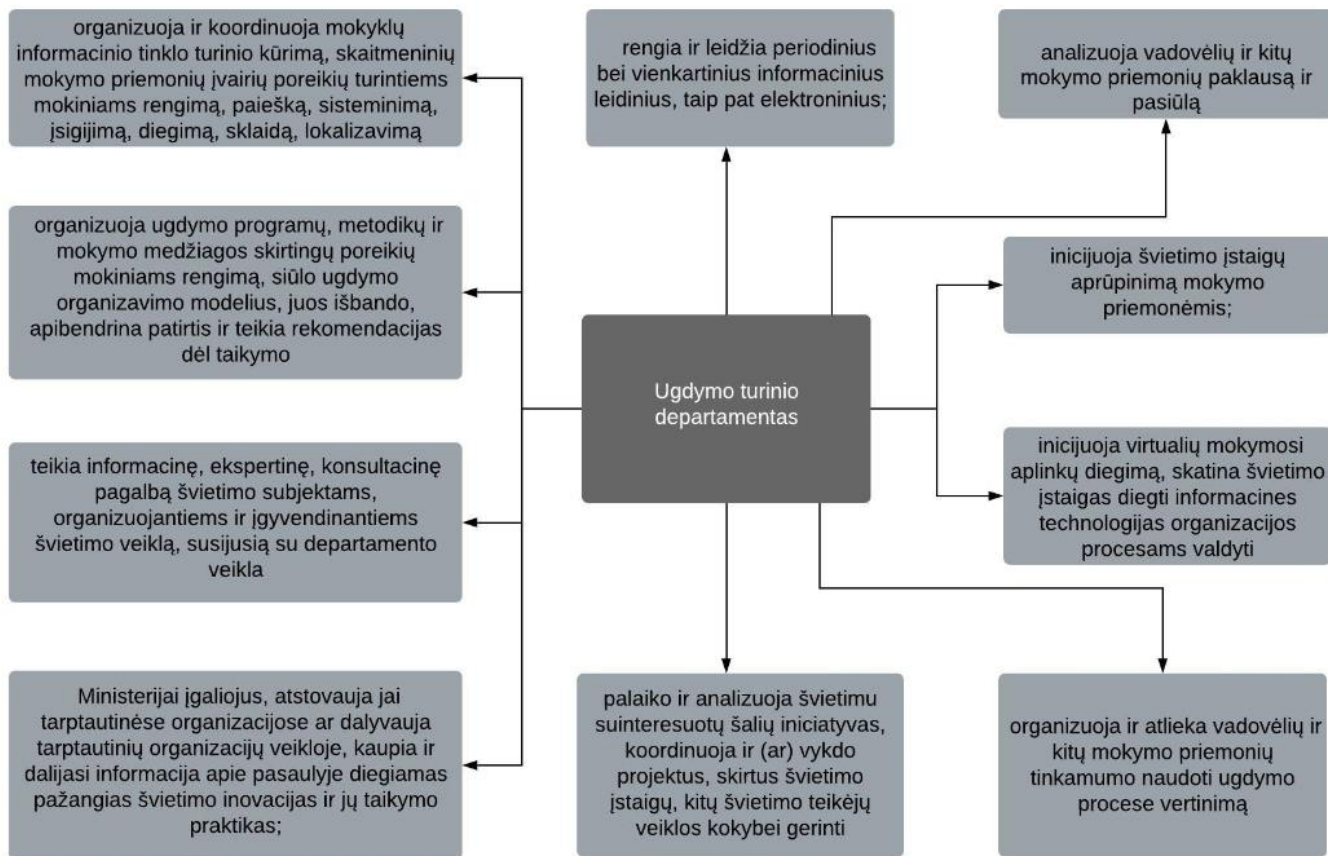 organizuoja ir koordinuoja mokyklų
informacinio tinklo turinio kūrimą, skaitmeninių
mokymo priemonių įvairių poreikių turintiems
mokiniams rengimą, paiešką, sisteminimą,
įsigijimą, diegimą, sklaidą, lokalizavimą
rengia ir leidžia periodinius
bei vienkartinius informacinius
leidinius, taip pat elektroninius;
analizuoja vadovėlių ir kitų
mokymo priemonių paklausą ir
pasiūlą
organizuoja ugdymo programų, metodikų ir
mokymo medžiagos skirtingų poreikių
mokiniams rengimą, siūlo ugdymo
organizavimo modelius, juos išbando,
apibendrina patirtis ir teikia rekomendacijas
dėl taikymo
inicijuoja švietimo įstaigų
aprūpinimą mokymo
priemonėmis;
Ugdymo turinio
departamentas
teikia informacinę, ekspertinę, konsultacinę
pagalbą švietimo subjektams,
organizuojantiems ir įgyvendinantiems
švietimo veiklą, susijusią su departamento
veikla
inicijuoja virtualių mokymosi
aplinkų diegimą, skatina švietimo
įstaigas diegti informacines
technologijas organizacijos
procesams valdyti
Ministerijai įgaliojus, atstovauja jai
tarptautinėse organizacijose ar dalyvauja
tarptautinių organizacijų veikloje, kaupia ir
dalijasi informacija apie pasaulyje diegiamas
pažangias švietimo inovacijas ir jų taikymo
praktikas;
palaiko ir analizuoja švietimu
suinteresuotų šalių iniciatyvas,
koordinuoja ir (ar) vykdo
projektus, skirtus švietimo
įstaigų, kitų švietimo teikėjų
veiklos kokybei gerinti
organizuoja ir atlieka vadovėlių ir
kitų mokymo priemonių
tinkamumo naudoti ugdymo
procese vertinimą